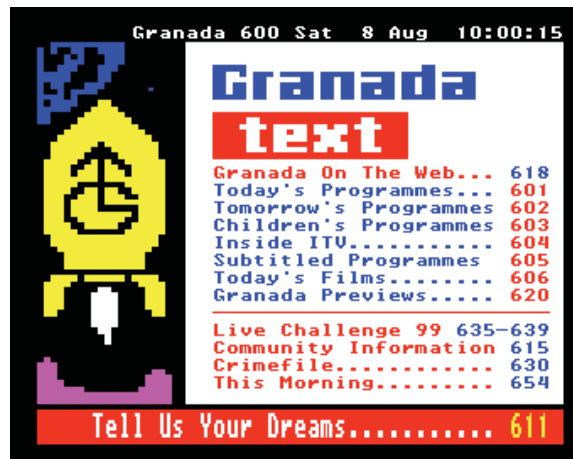 Granada 600 Sat 8 Aug 10:00:15
Granada
text
Granada On The Web... 618
Today's Programmes... 601
Tomorrow's Programmes 602
Children's Programmes 603
Inside ITV........... 604
Subtitled Programmes 605
Today's Films........ 606
Granada Previews..... 620
Live Challenge 99 635-639
Community Information 615
Crimefile............ 630
This Morning......... 654
Tell Us Your Dreams........... 611